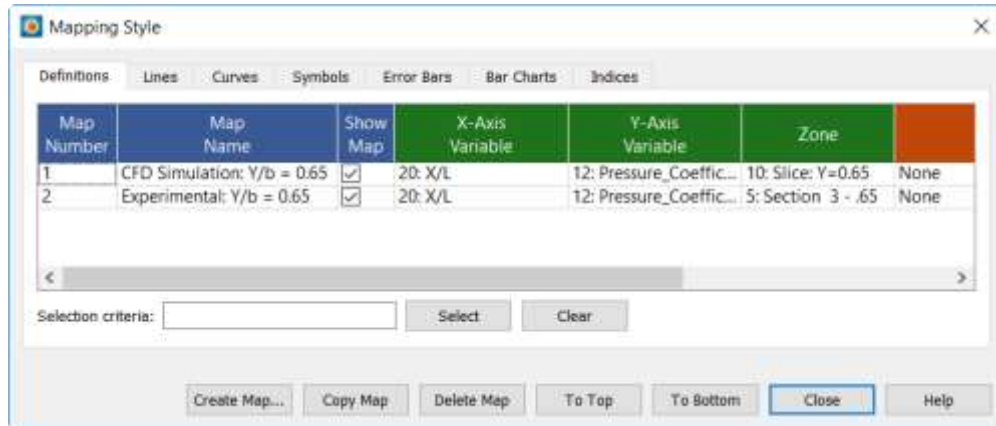 Mapping Style
Definitions Lines Curves Symbols Error Bars Bar Charts Indices
Map Number Map Name Show Map X-Axis Variable Y-Axis Variable Zone
1 CFD Simulation: Y/b = 0.65 20: X/L 12: Pressure_Coeffic... 10: Slice: Y=0.65 None
2 Experimental: Y/b = 0.65 20: X/L 12: Pressure_Coeffic... 5: Section 3 - .65 None
Selection criteria: Select Clear
Create Map... Copy Map Delete Map To Top To Bottom Close Help